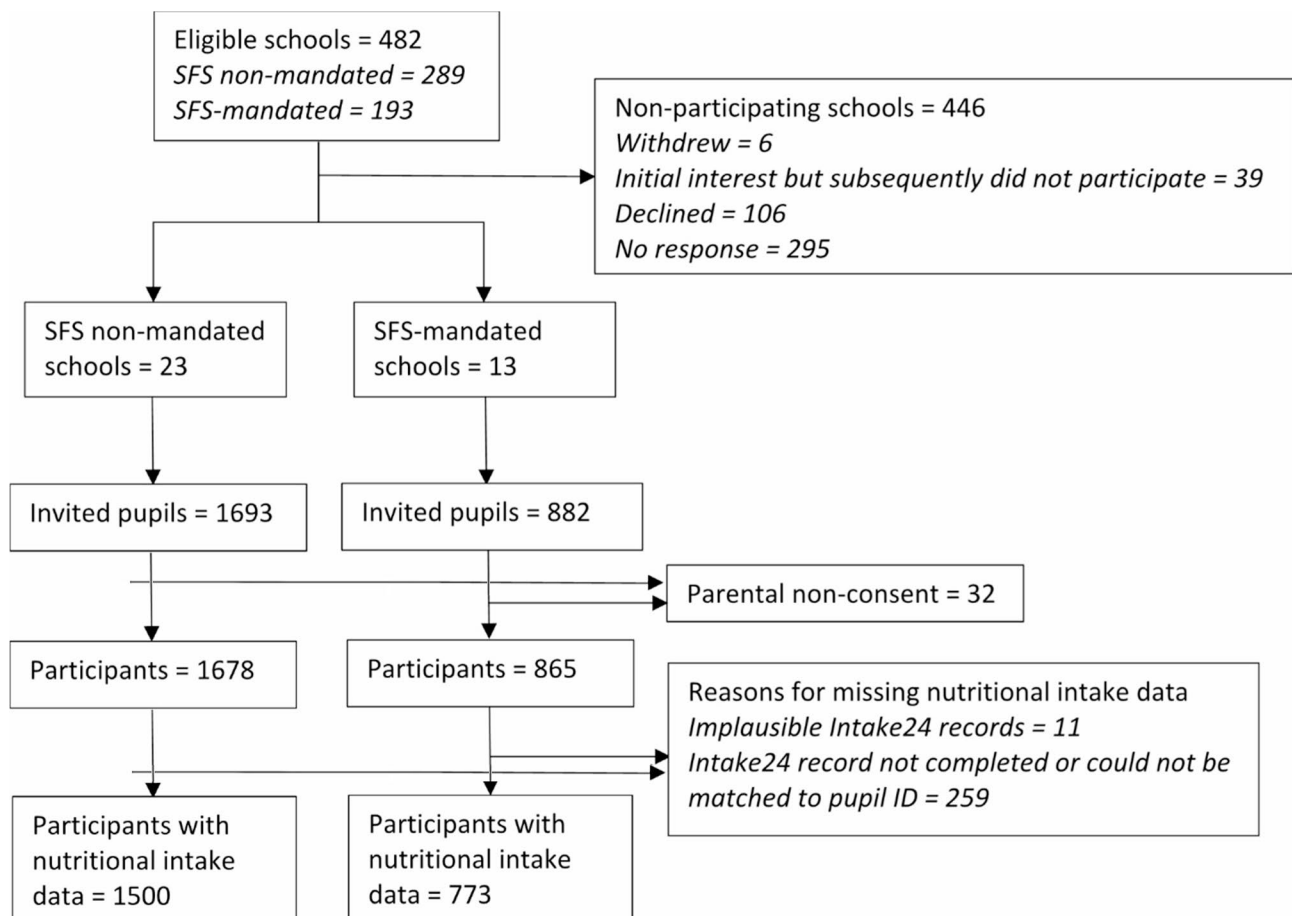 Eligible schools = 482
SFS non-mandated = 289
SFS-mandated = 193
Non-participating schools = 446
Withdrew = 6
Initial interest but subsequently did not participate = 39
Declined = 106
No response = 295
SFS non-mandated
schools = 23
SFS-mandated
schools = 13
Invited pupils = 1693
Invited pupils = 882
Parental non-consent = 32
Participants = 1678
Participants = 865
Reasons for missing nutritional intake data
Implausible Intake24 records = 11
Intake24 record not completed or could not be
matched to pupil ID = 259
Participants with
nutritional intake
data = 1500
Participants with
nutritional intake
data = 773